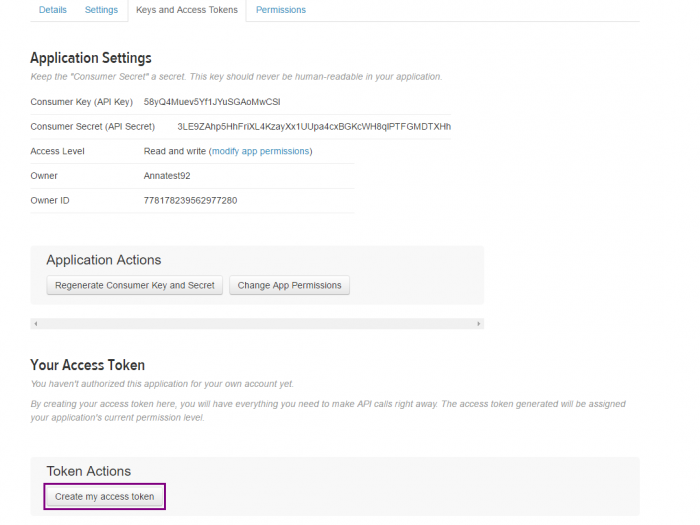 Details Settings Keys and Access Tokens Permissions
Application Settings
Keep the "Consumer Secret" a secret. This key should never be human-readable in your application.
Consumer Key (API Key) 58yQ4Muev5Yf1JYuSGAoMwCSI
Consumer Secret (API Secret) 3LE9ZAhp5HhFriXL4KzayXx1UUpa4cxBGKcWH8qlPTFGMDTXHh
Access Level Read and write (modify app permissions)
Owner Annatest92
Owner ID 778178239562977280
Application Actions
Regenerate Consumer Key and Secret Change App Permissions
Your Access Token
You haven't authorized this application for your own account yet.
By creating your access token here, you will have everything you need to make API calls right away. The access token generated will be assigned
your application's current permission level.
Token Actions
Create my access token